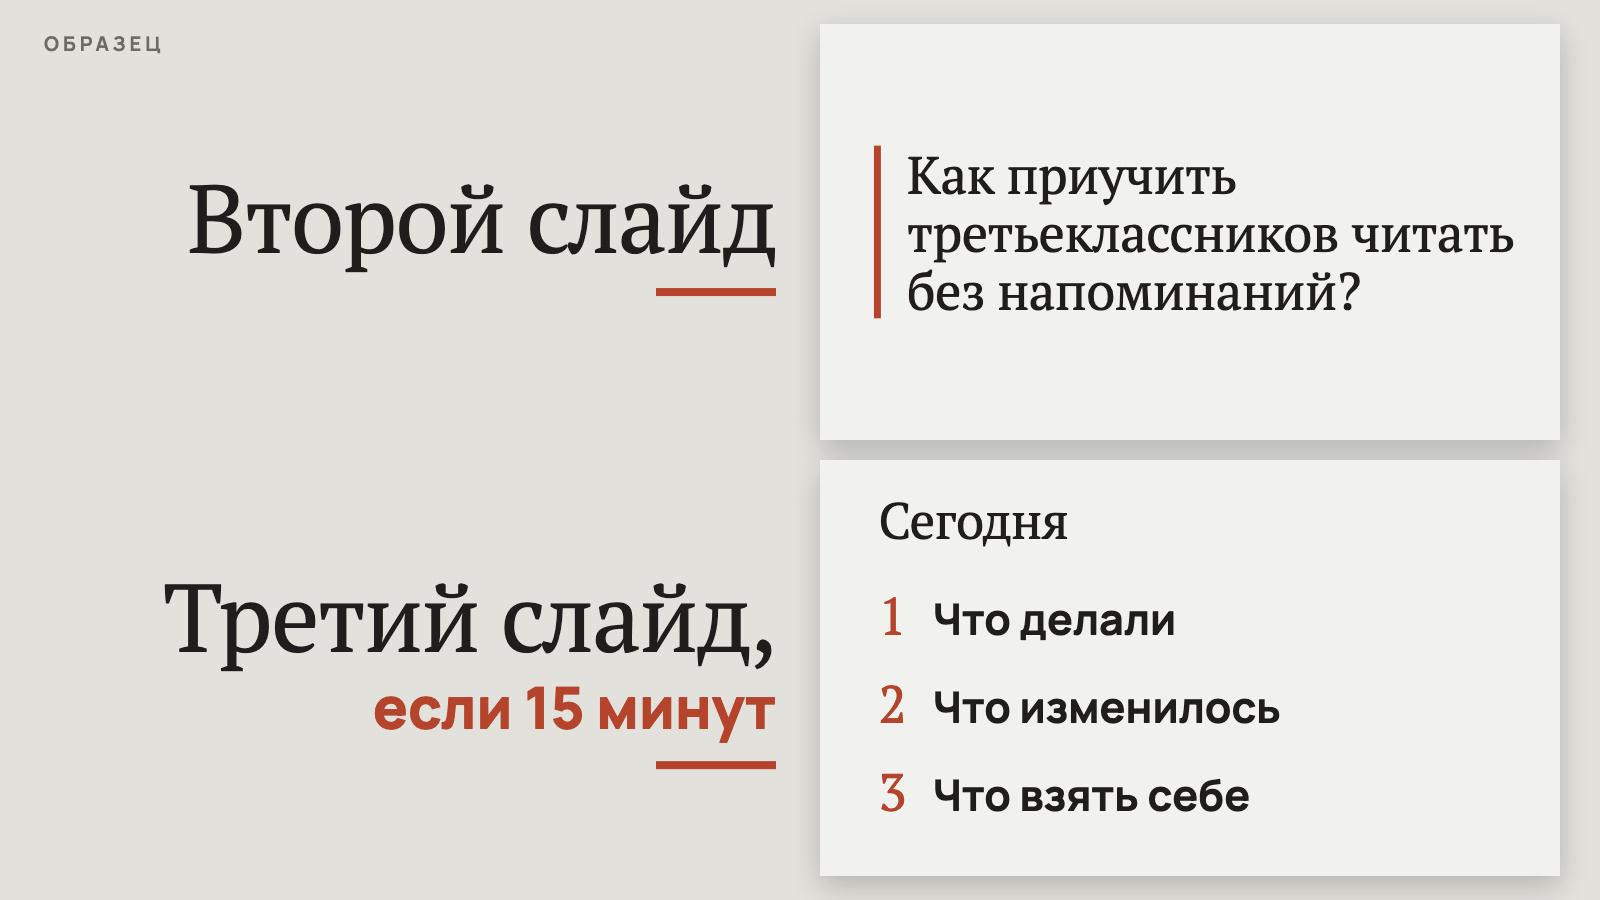 ОБРАЗЕЦ
Второй слайд
Как приучить
третьеклассников читать
без напоминаний?
Третий слайд,
если 15 минут
Сегодня
1 Что делали
2 Что изменилось
3 Что взять себе